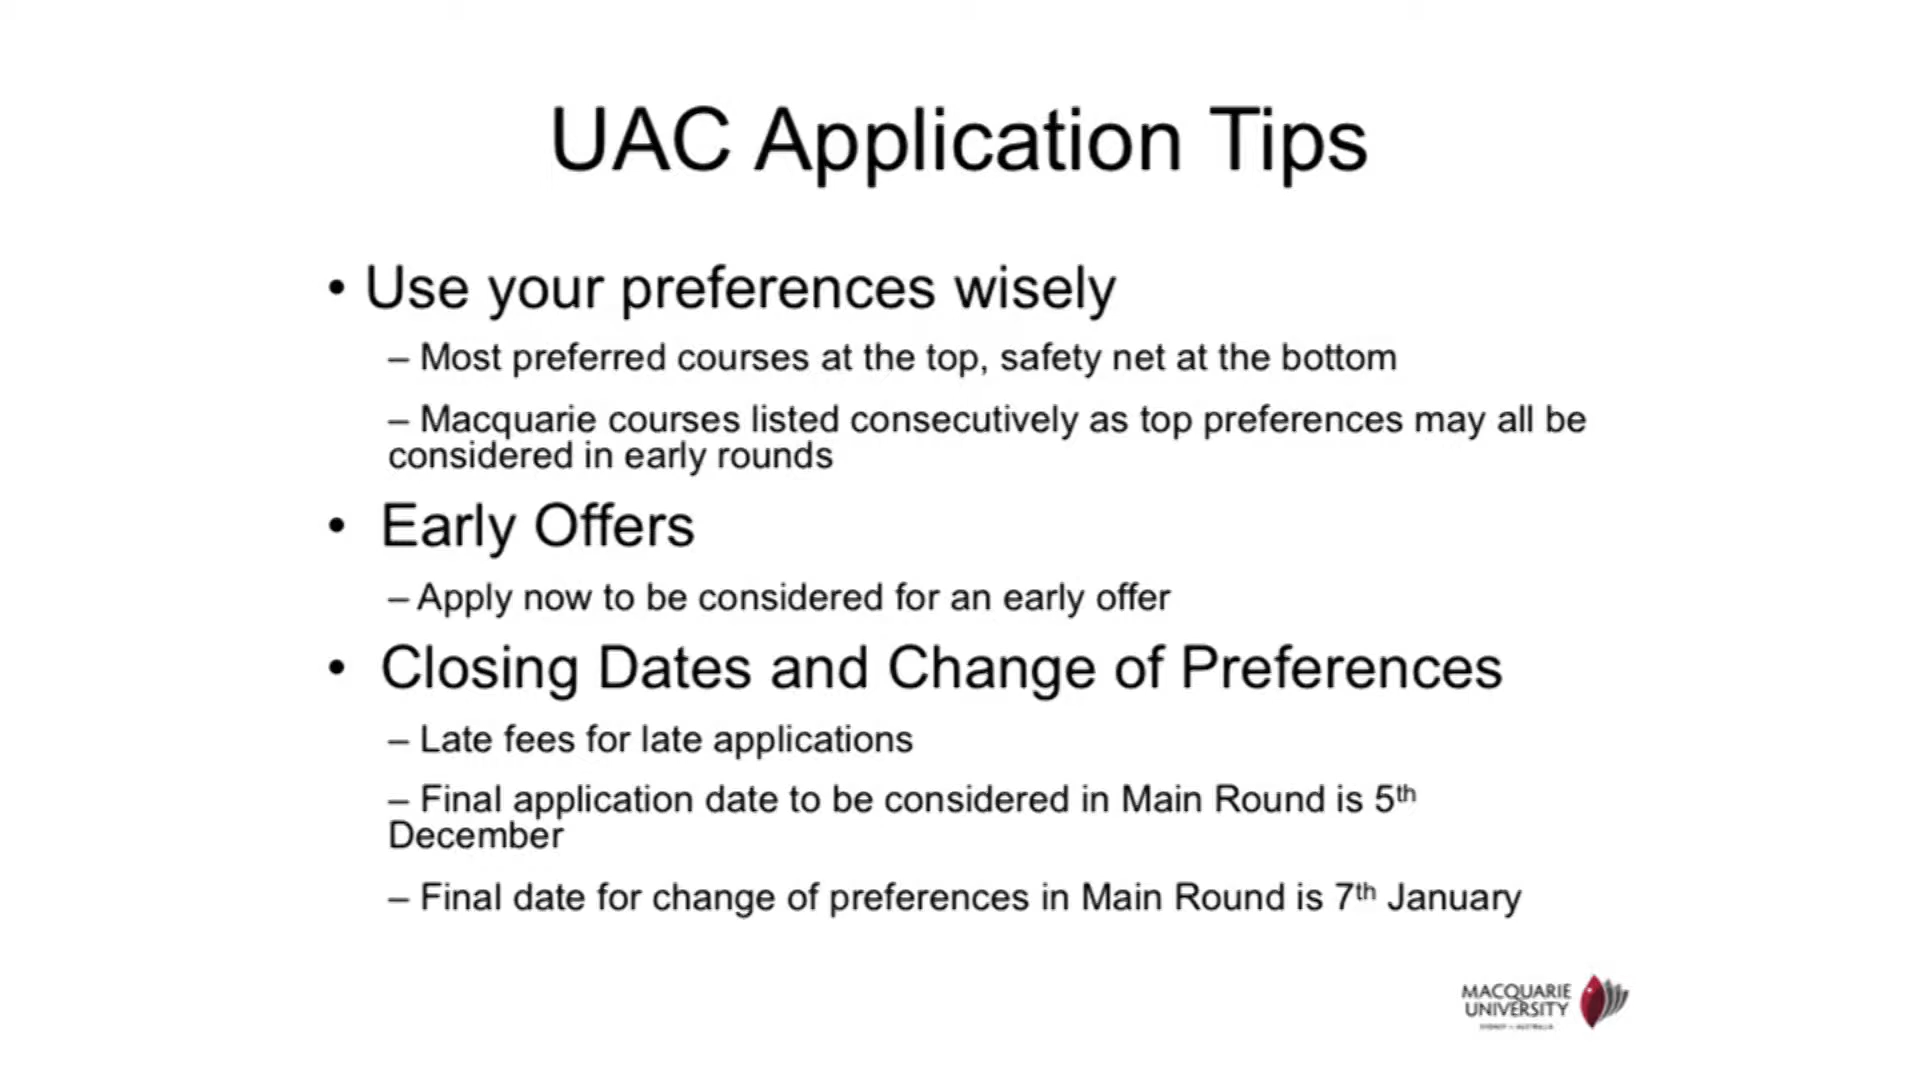 UAC Application Tips
• Use your preferences wisely
– Most preferred courses at the top, safety net at the bottom
– Macquarie courses listed consecutively as top preferences may all be
considered in early rounds
• Early Offers
– Apply now to be considered for an early offer
• Closing Dates and Change of Preferences
– Late fees for late applications
– Final application date to be considered in Main Round is 5th
December
– Final date for change of preferences in Main Round is 7th January
MACQUARIE
UNIVERSITY
SYDNEY ~ AUSTRALIA